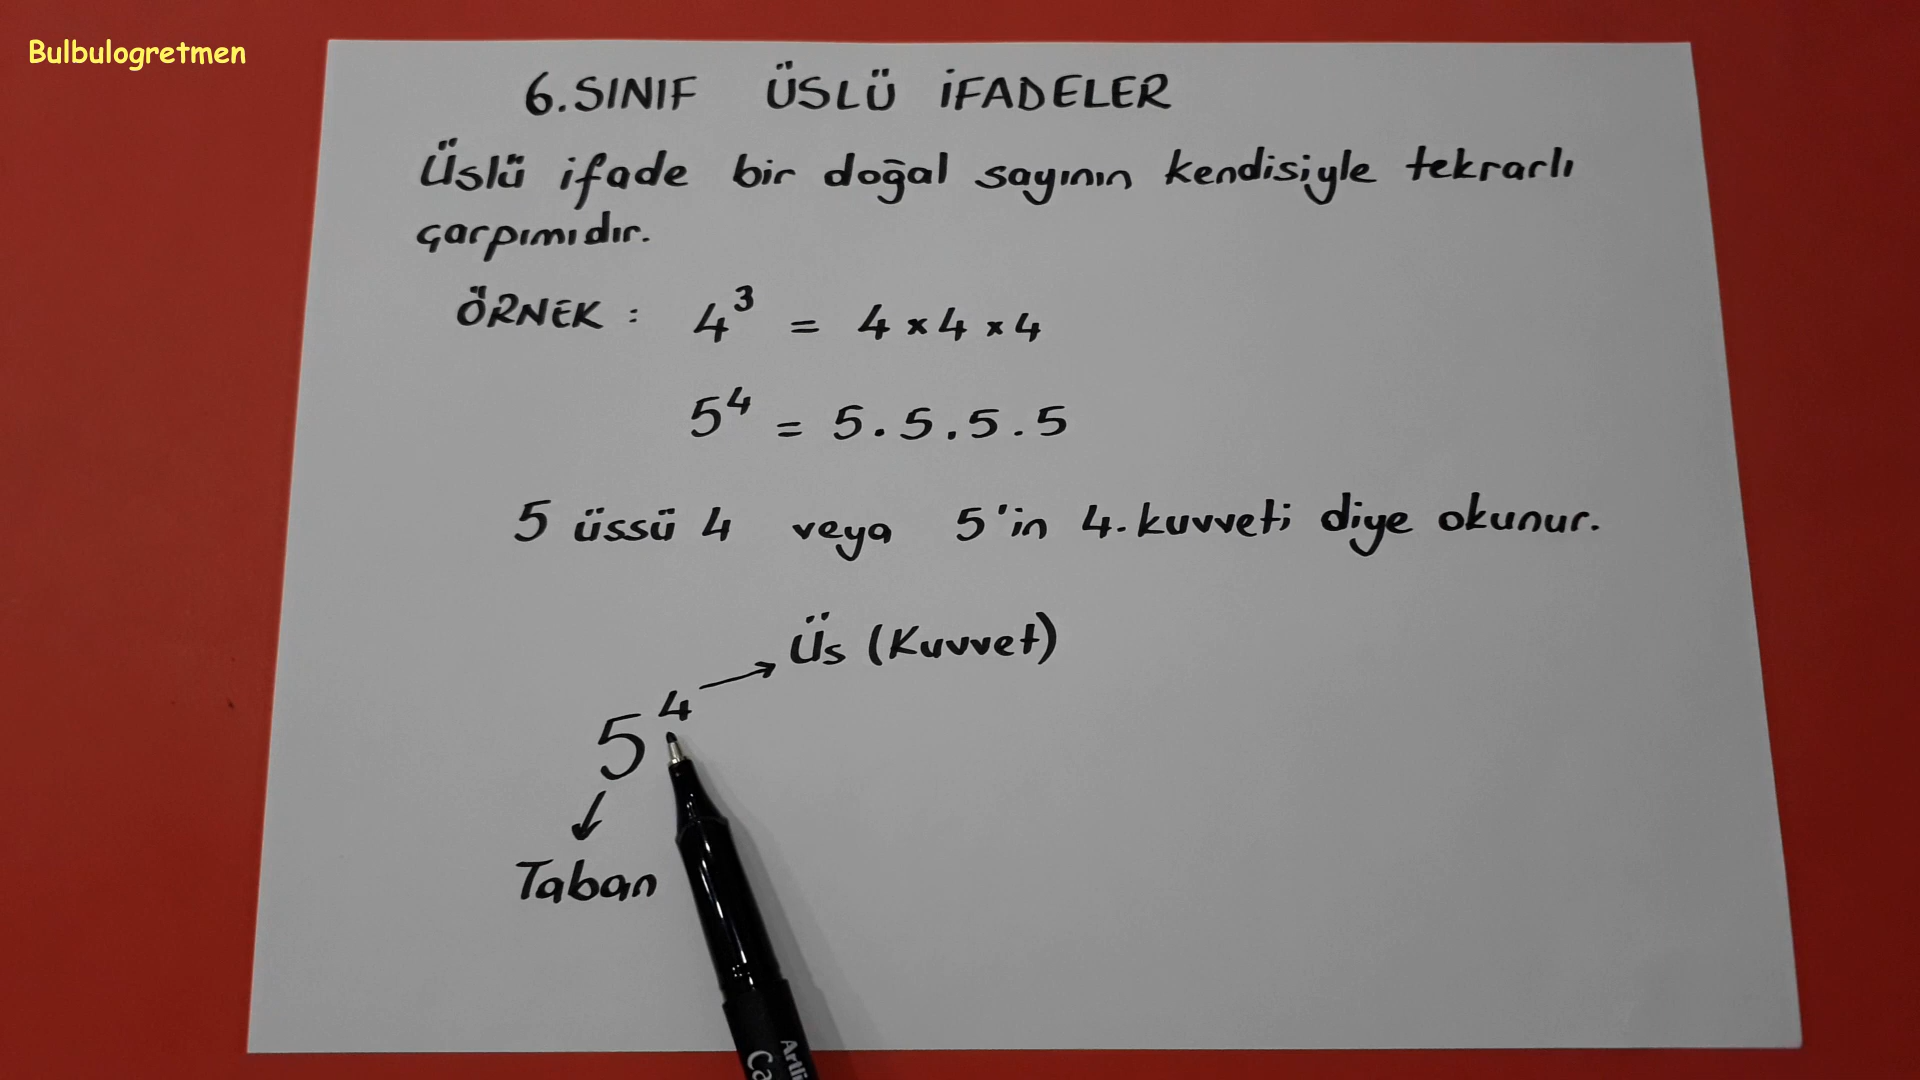 Bulbulogretmen
6.SINIF ÜSLÜ İFADELER
Üslü ifade bir doğal sayının kendisiyle tekrarlı
çarpımıdır.
ÖRNEK : 4³ = 4 x 4 x 4
5⁴ = 5.5.5.5
5 üssü 4 veya 5'in 4.kuvveti diye okunur.
Üs (Kuvvet)
5⁴
Taban